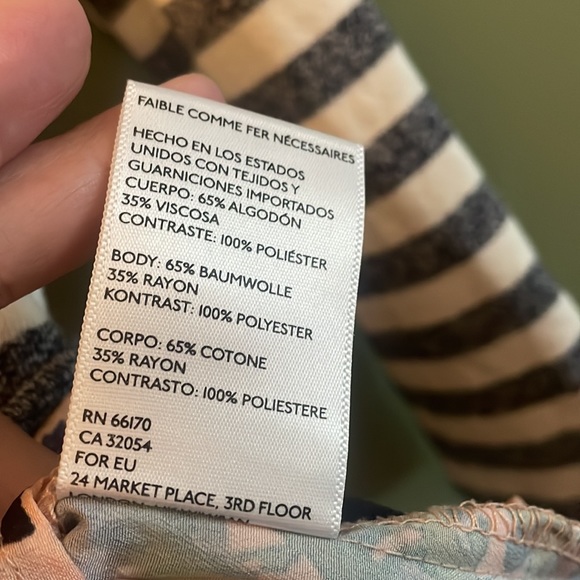 FAIBLE COMME FER NÉCESSAIRES
HECHO EN LOS ESTADOS
UNIDOS CON TEJIDOS Y
GUARNICIONES IMPORTADOS
CUERPO: 65% ALGODÓN
35% VISCOSA
CONTRASTE: 100% POLIÉSTER
BODY: 65% BAUMWOLLE
35% RAYON
KONTRAST: 100% POLYESTER
CORPO: 65% COTONE
35% RAYON
CONTRASTO: 100% POLIESTERE
RN 66170
CA 32054
FOR EU
24 MARKET PLACE, 3RD FLOOR